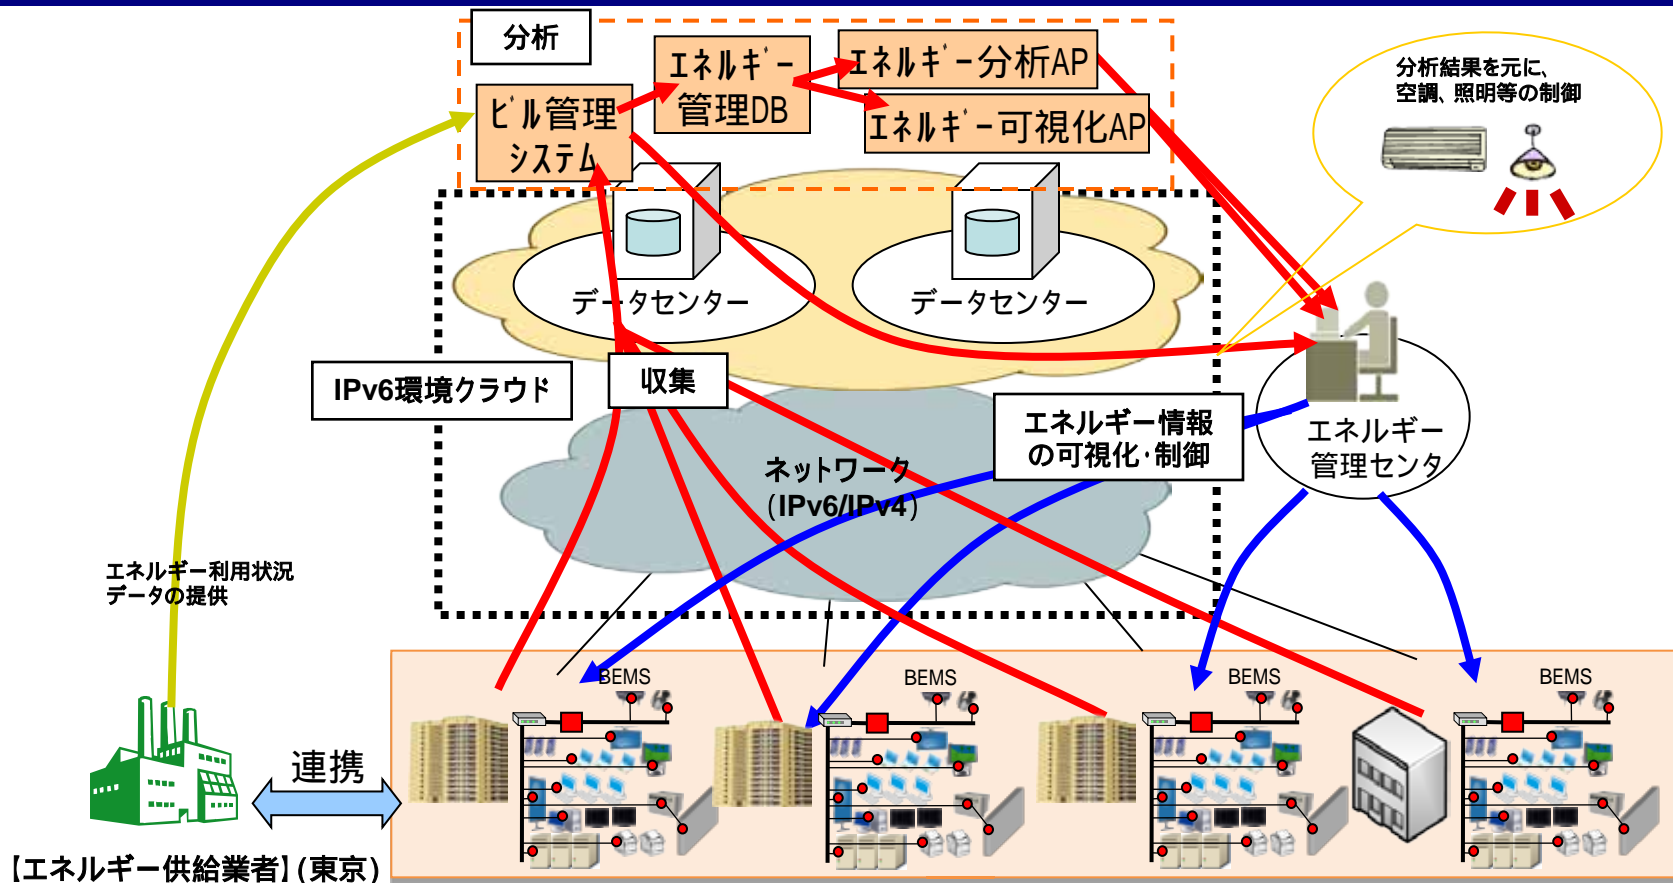 分析
エネルギー
管理DB
エネルギー分析AP
エネルギー可視化AP
ビル管理
システム
分析結果を元に、
空調、照明等の制御
データセンター
データセンター
IPv6環境クラウド
収集
エネルギー情報
の可視化・制御
エネルギー
管理センタ
ネットワーク
(IPv6/IPv4)
エネルギー利用状況
データの提供
BEMS
BEMS
BEMS
BEMS
連携
【エネルギー供給業者】(東京)